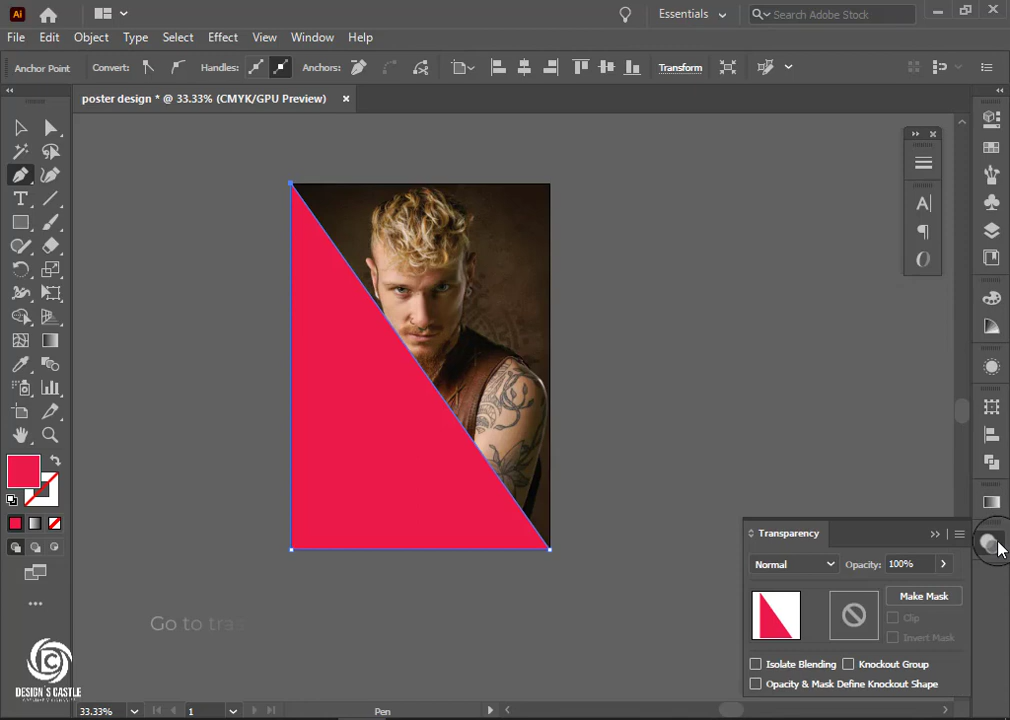 Ai
Essentials
Search Adobe Stock
File Edit Object Type Select Effect View Window Help
Anchor Point Convert: Handles: Anchors: Transform
poster design * @ 33.33% (CMYK/GPU Preview)
Transparency
Normal Opacity: 100%
Make Mask
Clip
Invert Mask
Isolate Blending Knockout Group
Opacity & Mask Define Knockout Shape
Go to tra
DESIGN`S CASTLE
33.33% 1 Pen